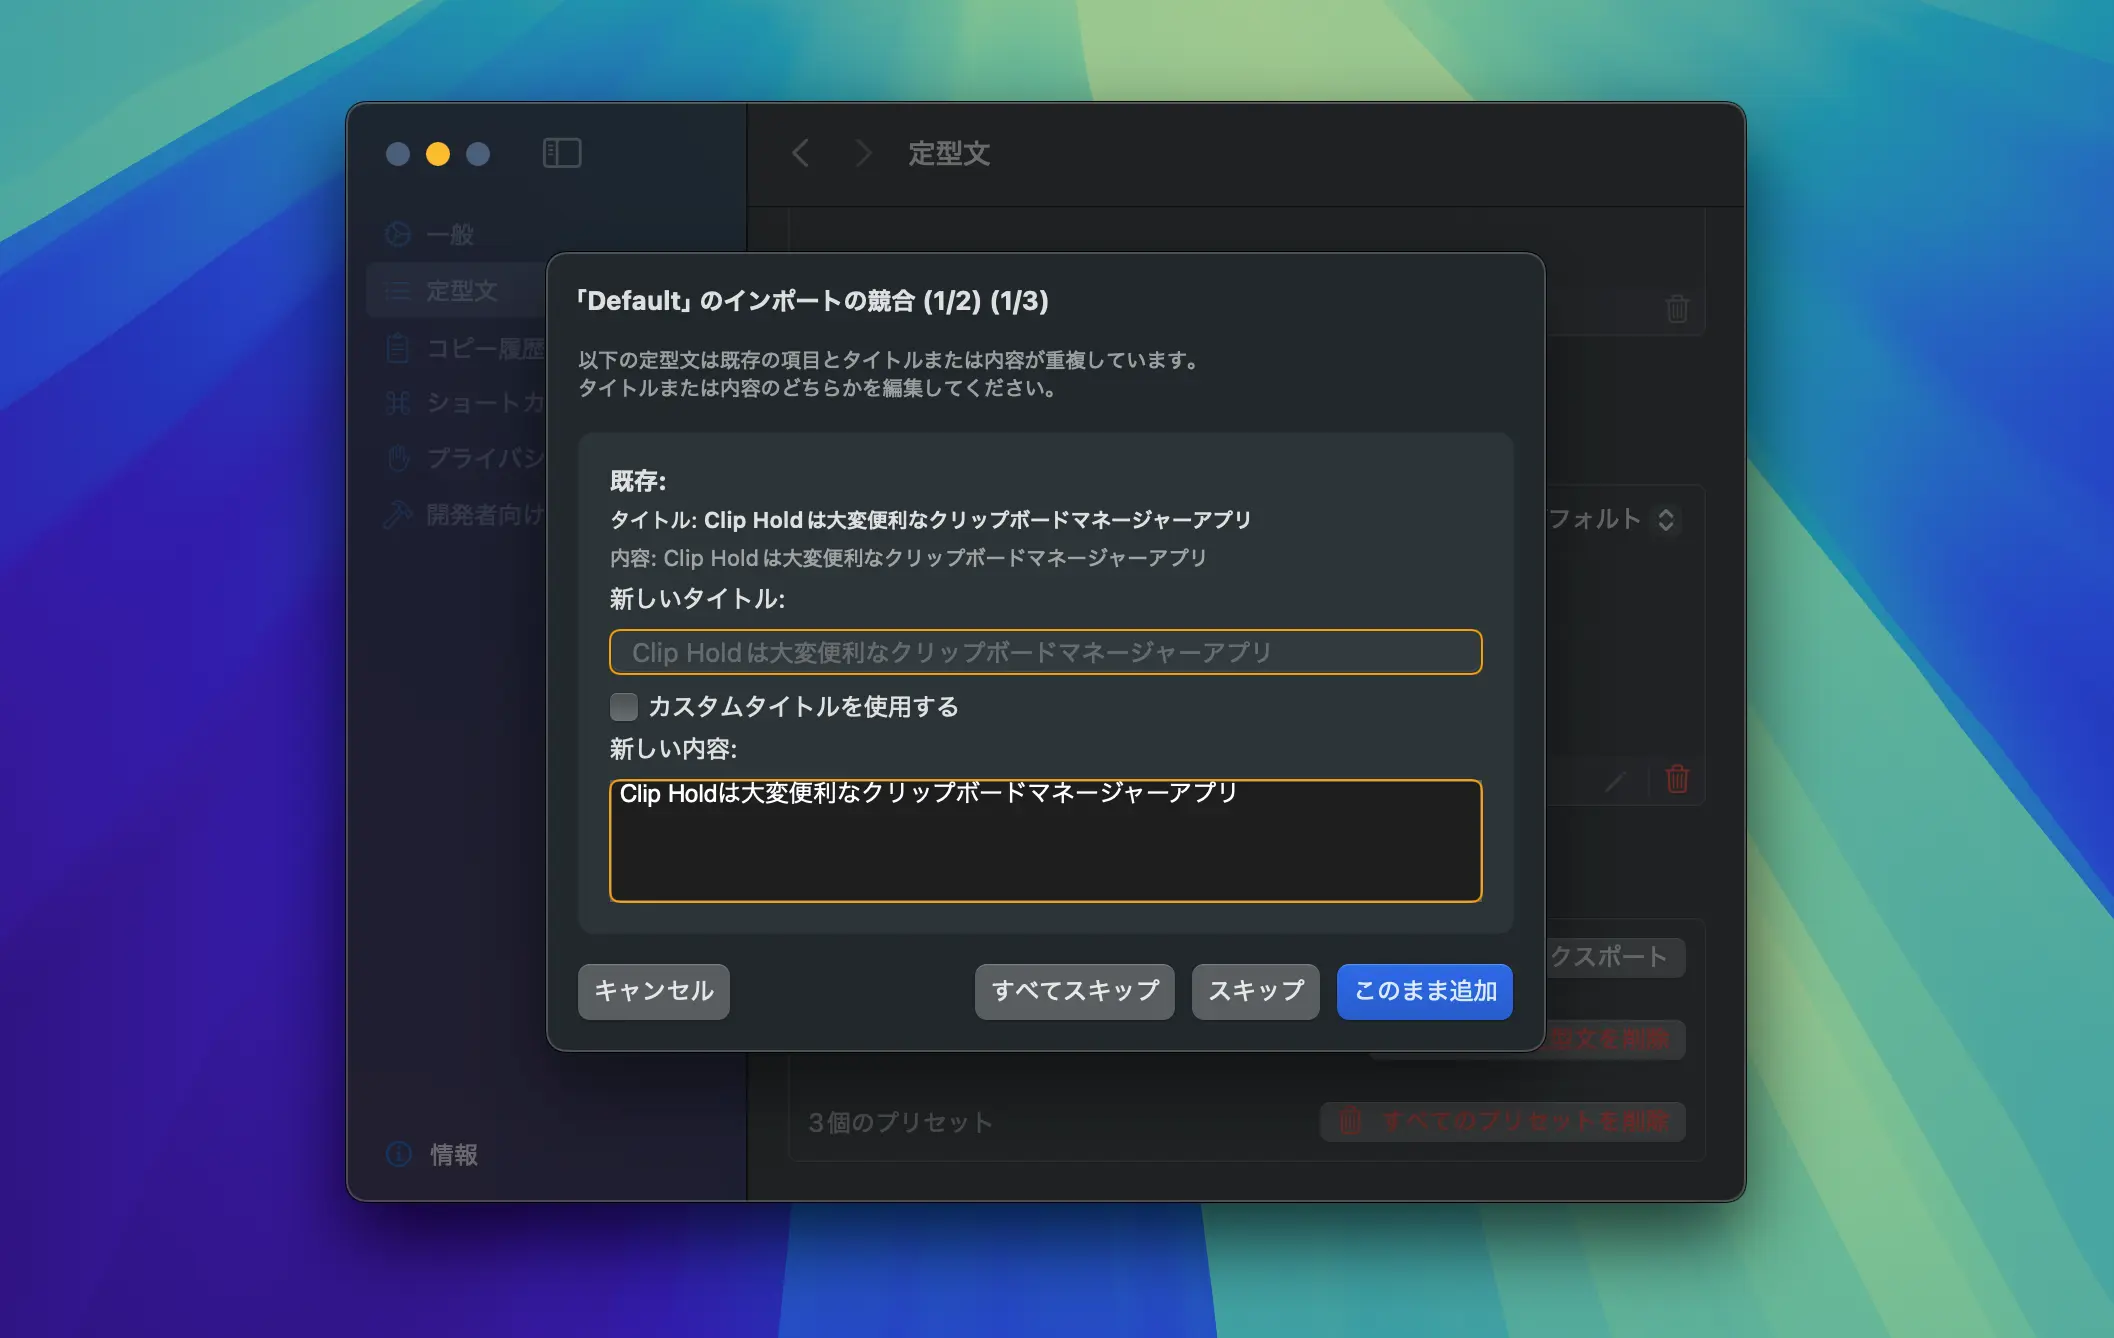 定型文
一般
定型文
コピー履歴
ショートカ
プライバシ
開発者向け
情報
「Default」のインポートの競合 (1/2) (1/3)
以下の定型文は既存の項目とタイトルまたは内容が重複しています。
タイトルまたは内容のどちらかを編集してください。
既存:
タイトル: Clip Holdは大変便利なクリップボードマネージャーアプリ
内容: Clip Holdは大変便利なクリップボードマネージャーアプリ
新しいタイトル:
Clip Holdは大変便利なクリップボードマネージャーアプリ
カスタムタイトルを使用する
新しい内容:
Clip Holdは大変便利なクリップボードマネージャーアプリ
キャンセル
すべてスキップ
スキップ
このまま追加
フォルト
クスポート
型文を削除
3個のプリセット
すべてのプリセットを削除